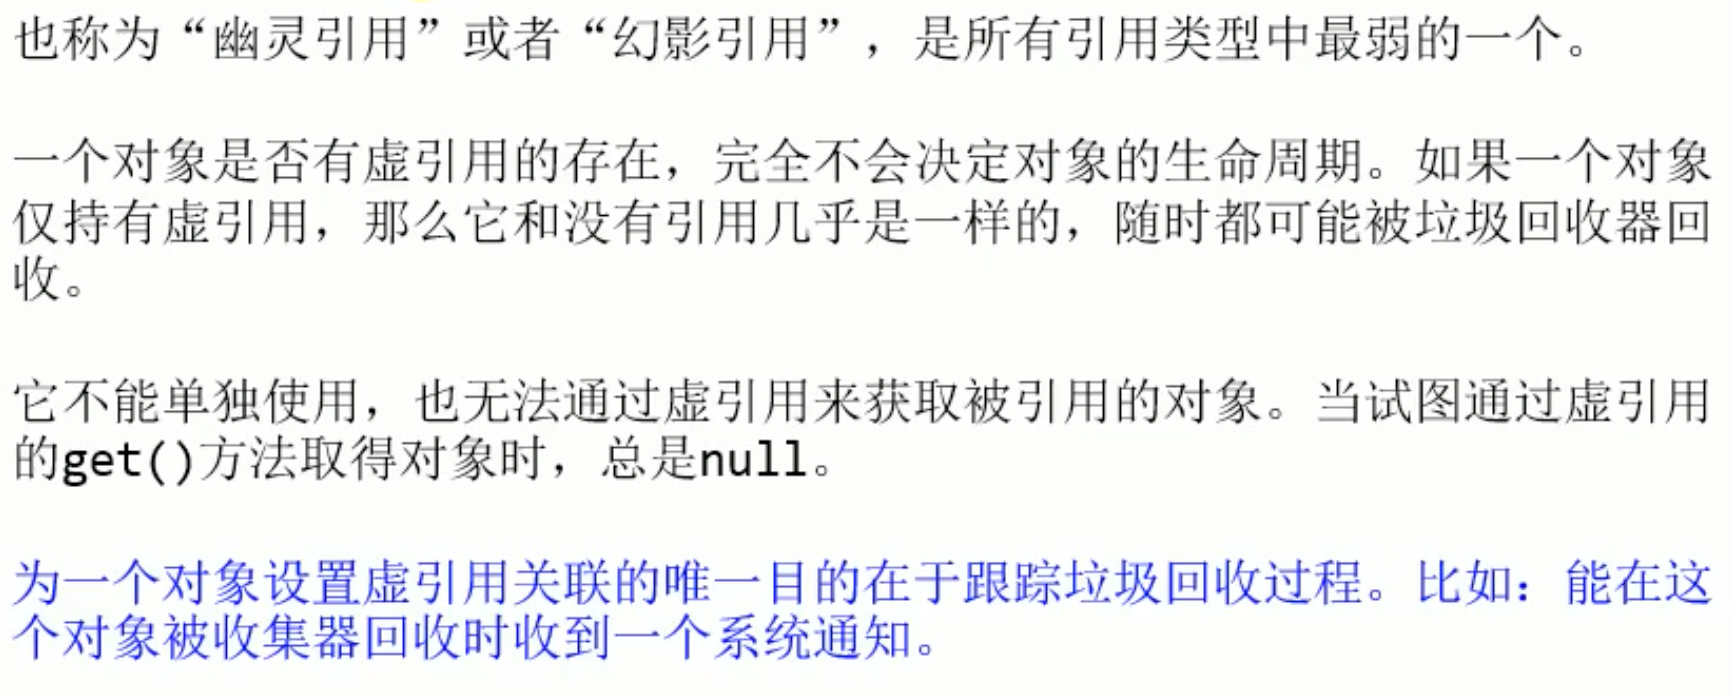 也称为“幽灵引用”或者“幻影引用”，是所有引用类型中最弱的一个。
一个对象是否有虚引用的存在，完全不会决定对象的生命周期。如果一个对象
仅持有虚引用，那么它和没有引用几乎是一样的，随时都可能被垃圾回收器回
收。
它不能单独使用，也无法通过虚引用来获取被引用的对象。当试图通过虚引用
的get()方法取得对象时，总是null。
为一个对象设置虚引用关联的唯一目的在于跟踪垃圾回收过程。比如：能在这
个对象被收集器回收时收到一个系统通知。